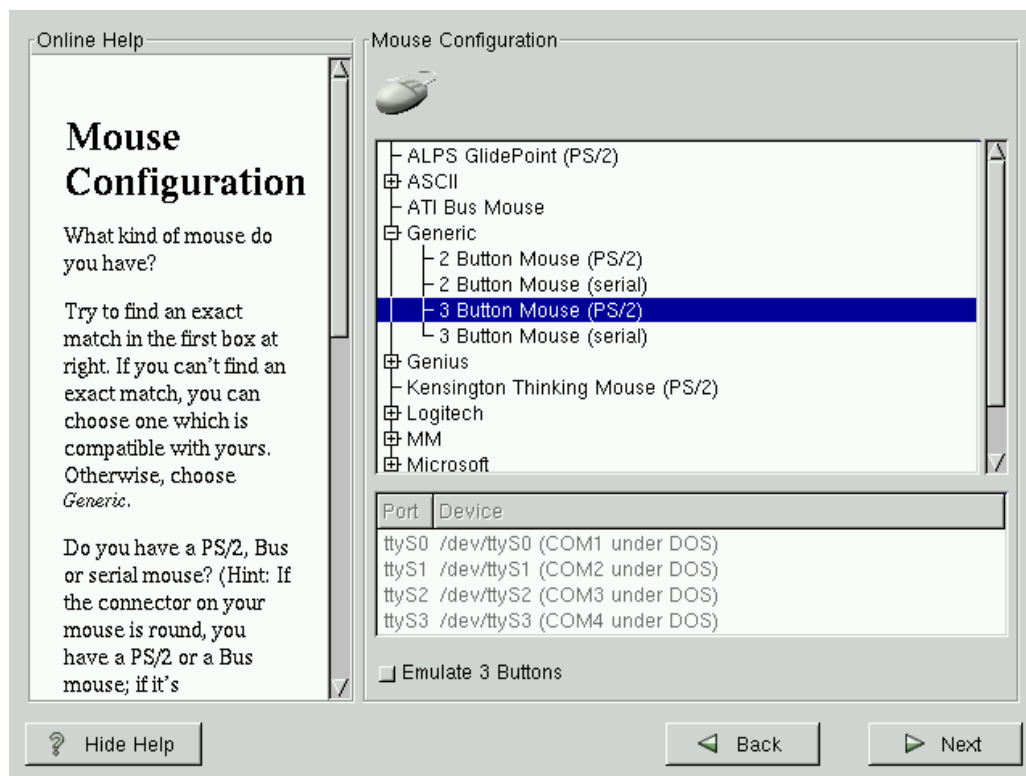 Online Help
Mouse
Configuration
What kind of mouse do
you have?
Try to find an exact
match in the first box at
right. If you can't find an
exact match, you can
choose one which is
compatible with yours.
Otherwise, choose
Generic.
Do you have a PS/2, Bus
or serial mouse? (Hint: If
the connector on your
mouse is round, you
have a PS/2 or a Bus
mouse; if it's
Mouse Configuration
ALPS GlidePoint (PS/2)
ASCII
ATI Bus Mouse
Generic
2 Button Mouse (PS/2)
2 Button Mouse (serial)
3 Button Mouse (PS/2)
3 Button Mouse (serial)
Genius
Kensington Thinking Mouse (PS/2)
Logitech
MM
Microsoft
Port Device
ttyS0 /dev/ttyS0 (COM1 under DOS)
ttyS1 /dev/ttyS1 (COM2 under DOS)
ttyS2 /dev/ttyS2 (COM3 under DOS)
ttyS3 /dev/ttyS3 (COM4 under DOS)
Emulate 3 Buttons
Hide Help
Back
Next